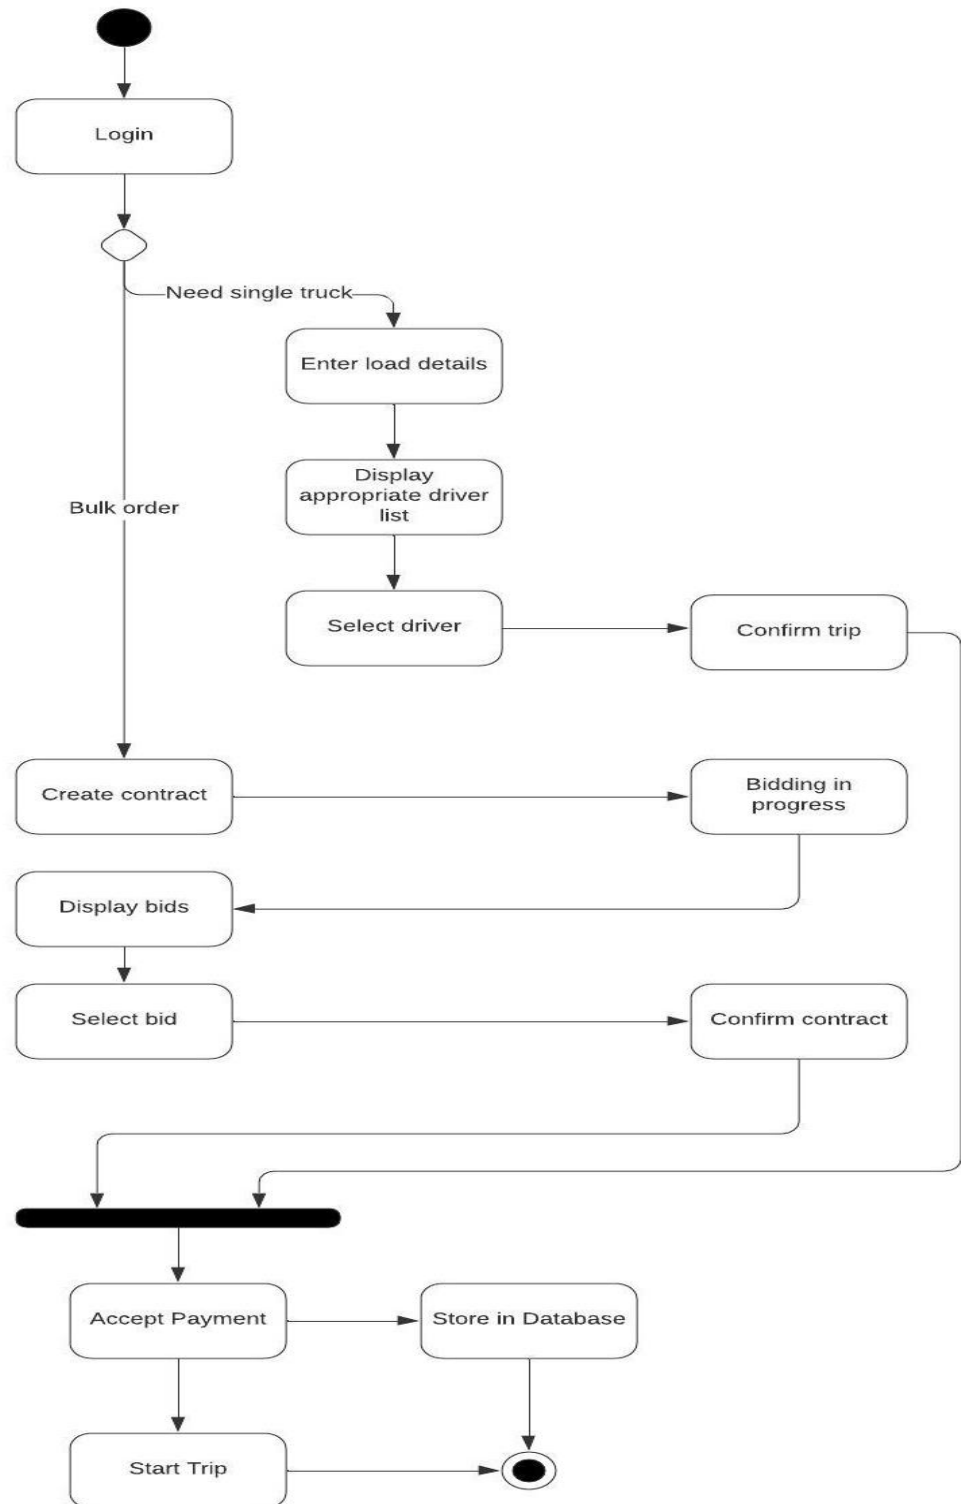 Login
Need single truck
Enter load details
Display
appropriate driver
list
Bulk order
Select driver
Confirm trip
Create contract
Bidding in
progress
Display bids
Select bid
Confirm contract
Accept Payment
Store in Database
Start Trip